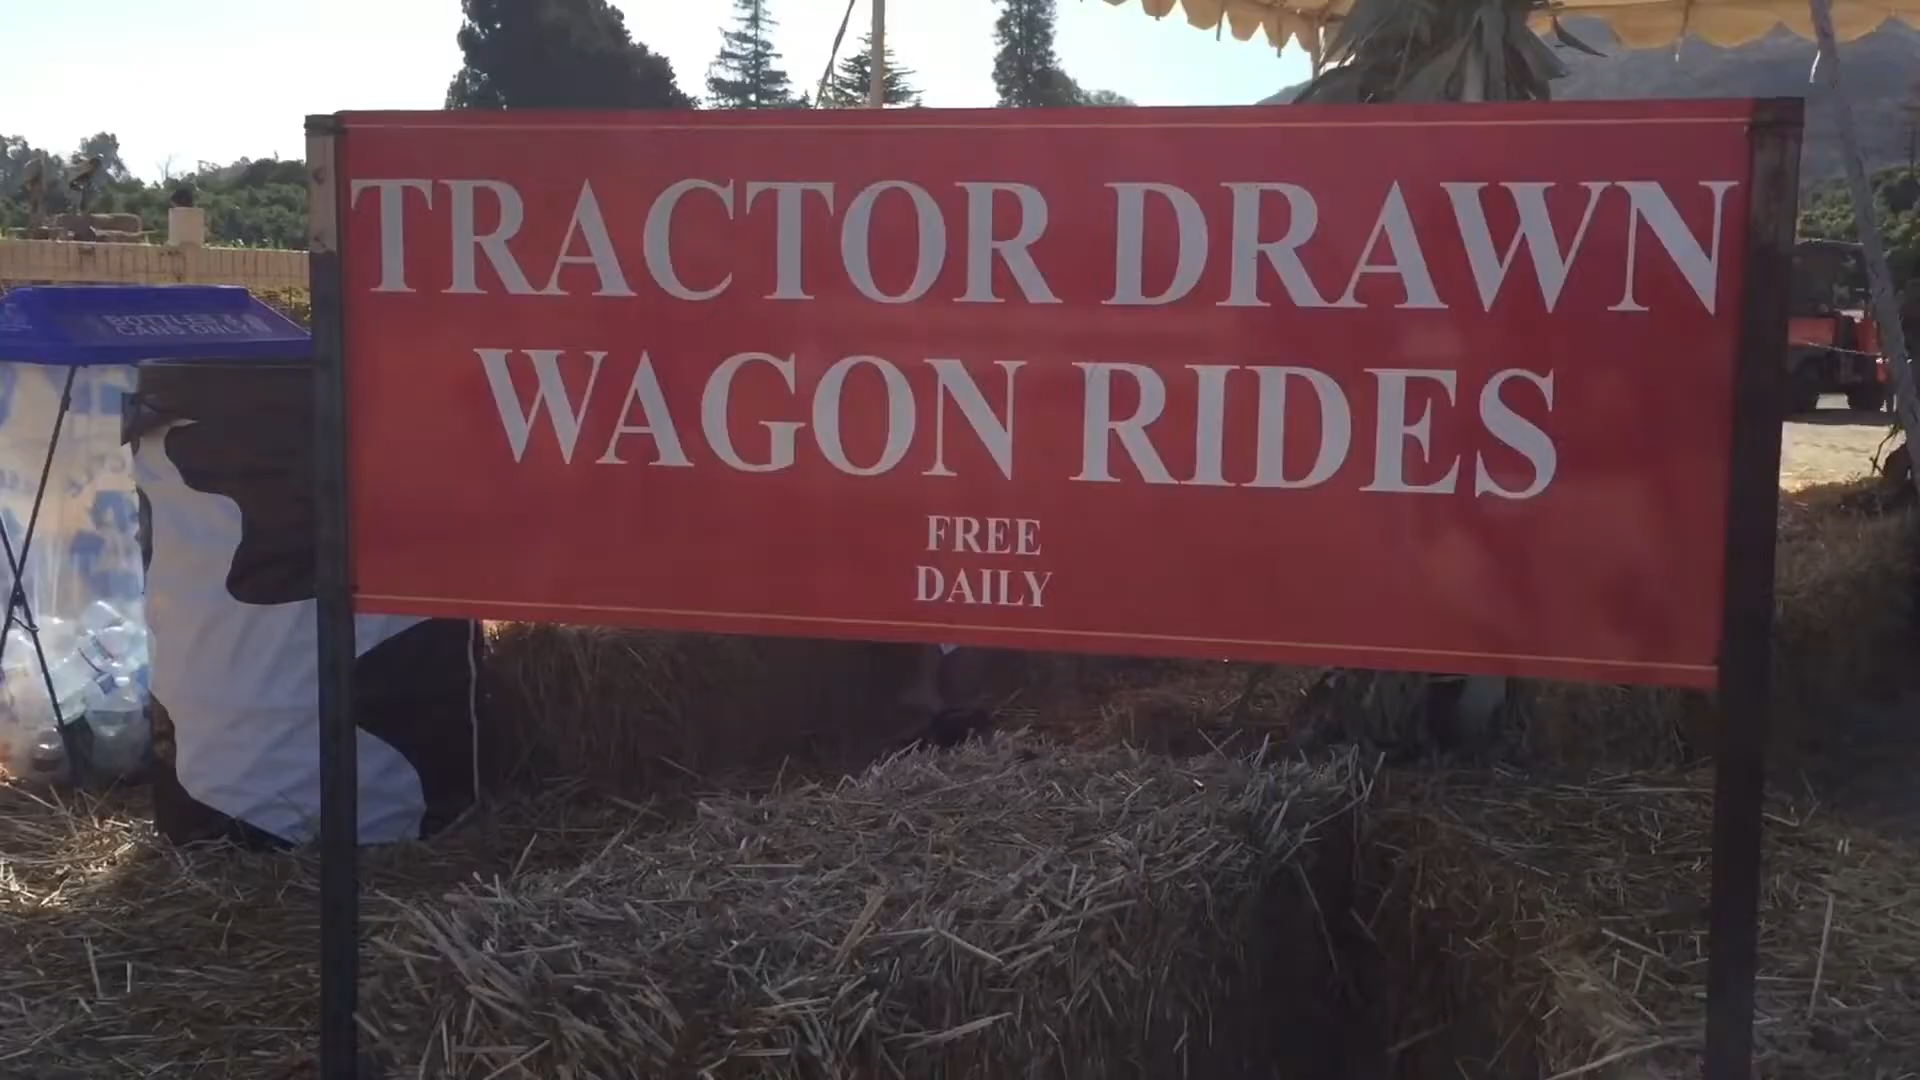 TRACTOR DRAWN
WAGON RIDES
FREE
DAILY
BOTTLES &
CANS ONLY